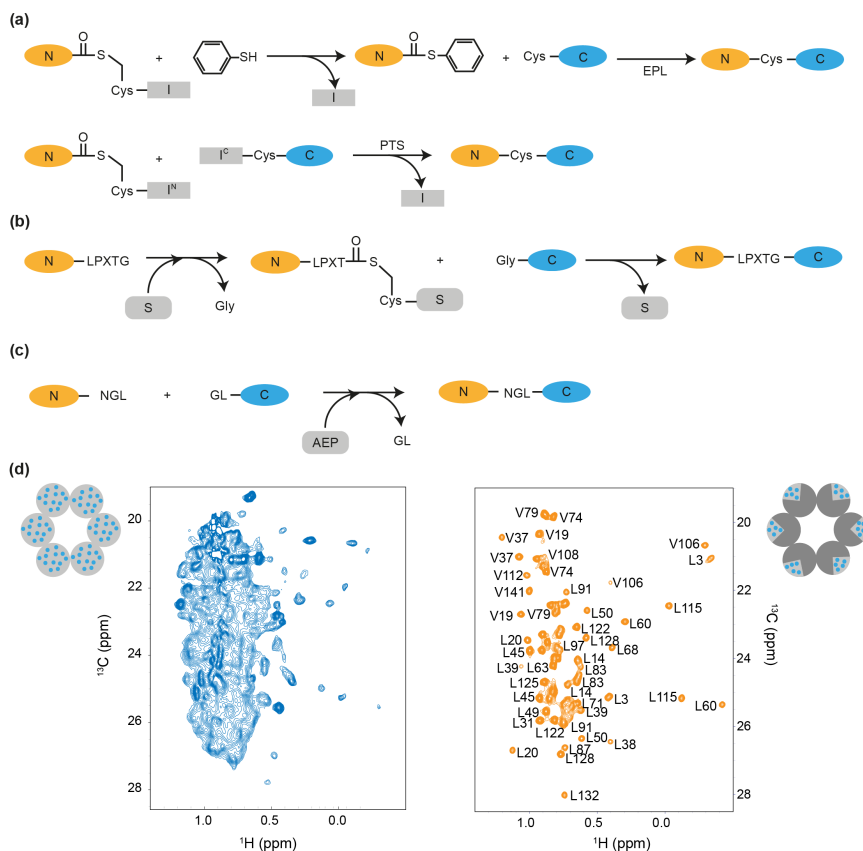 (a)
N C O S Cys I + SH I N C O S + Cys C EPL N Cys C
N C O S Cys I^N + I^C Cys C PTS I N Cys C
(b)
N LPXTG S Gly N LPXT O S Cys S + Gly C S N LPXTG C
(c)
N NGL + GL C AEP GL N NGL C
(d)
20
22
24
26
28
13C (ppm)
1.0 0.5 0.0
1H (ppm)
V79 V74
V37 V19
V106
V37 V108
L3
V112 V74
V106
V141 L91
L115
V19 V79 L50
L60
L122
L20 L128
L45 L97 L68
L39 L63 L14
L83
L125 L83
L45 L14 L3
L115
L71
L60
L49 L39
L31
L122 L91
L50
L20 L87 L38
L128
L132
20
22
24
26
28
13C (ppm)
1.0 0.5 0.0
1H (ppm)